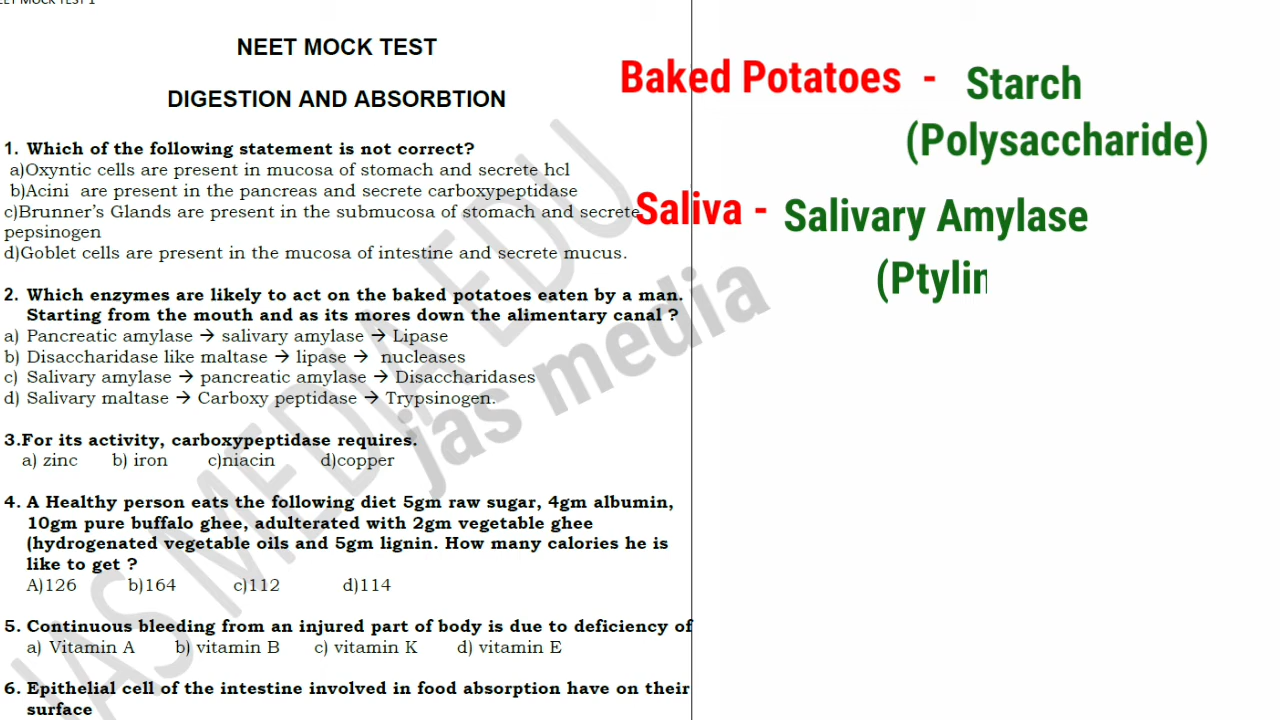 NEET MOCK TEST 1
NEET MOCK TEST
DIGESTION AND ABSORBTION
1. Which of the following statement is not correct?
a)Oxyntic cells are present in mucosa of stomach and secrete hcl
b)Acini are present in the pancreas and secrete carboxypeptidase
c)Brunner's Glands are present in the submucosa of stomach and secrete
pepsinogen
d)Goblet cells are present in the mucosa of intestine and secrete mucus.
2. Which enzymes are likely to act on the baked potatoes eaten by a man.
Starting from the mouth and as its mores down the alimentary canal ?
a) Pancreatic amylase → salivary amylase → Lipase
b) Disaccharidase like maltase → lipase → nucleases
c) Salivary amylase → pancreatic amylase → Disaccharidases
d) Salivary maltase → Carboxy peptidase → Trypsinogen.
3.For its activity, carboxypeptidase requires.
a) zinc b) iron c)niacin d)copper
4. A Healthy person eats the following diet 5gm raw sugar, 4gm albumin,
10gm pure buffalo ghee, adulterated with 2gm vegetable ghee
(hydrogenated vegetable oils and 5gm lignin. How many calories he is
like to get ?
A)126 b)164 c)112 d)114
5. Continuous bleeding from an injured part of body is due to deficiency of
a) Vitamin A b) vitamin B c) vitamin K d) vitamin E
6. Epithelial cell of the intestine involved in food absorption have on their
surface
Baked Potatoes - Starch
(Polysaccharide)
Saliva - Salivary Amylase
(Ptylin
JAS MEDIA EDU
jas media